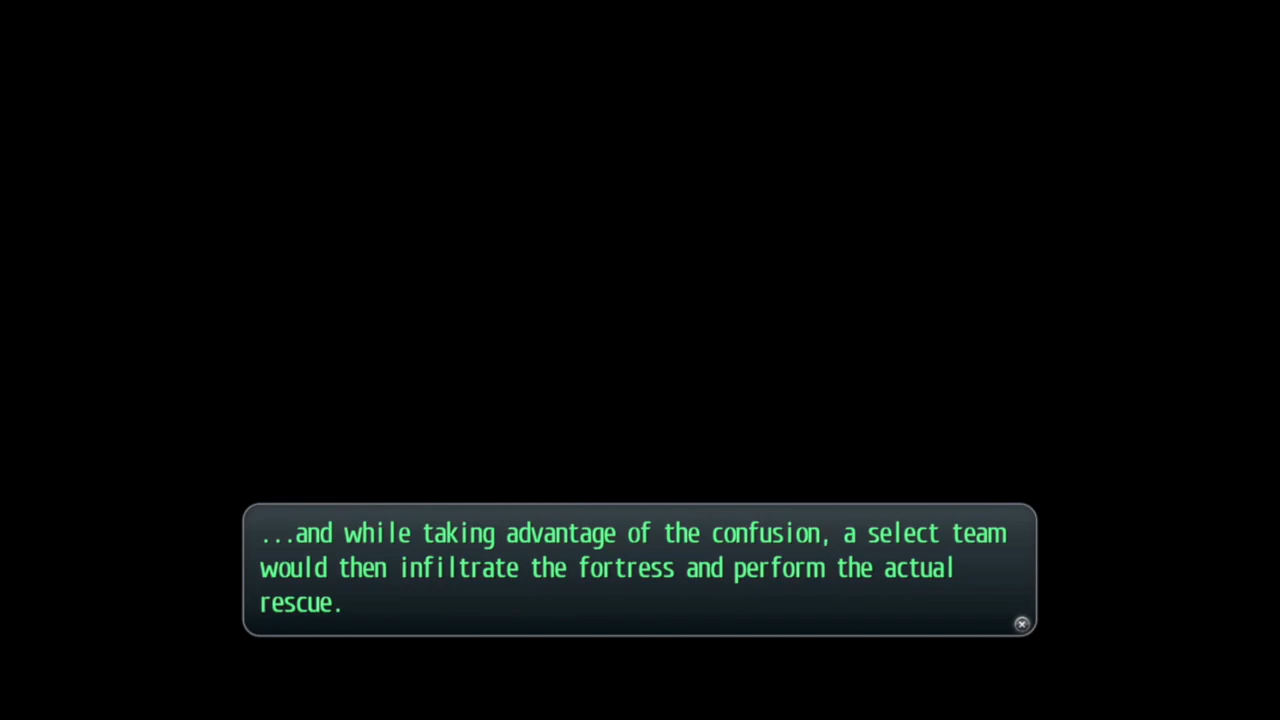 ...and while taking advantage of the confusion, a select team
would then infiltrate the fortress and perform the actual
rescue.